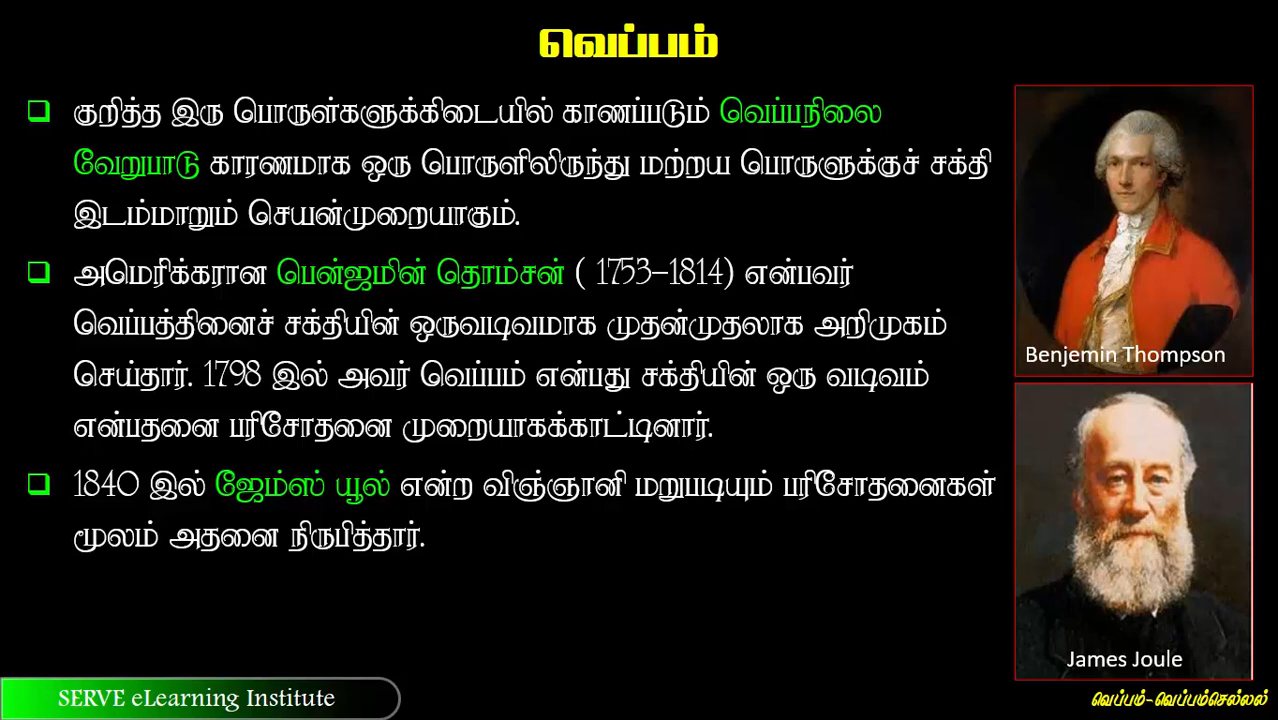 வெப்பம்
குறித்த இரு பொருள்களுக்கிடையில் காணப்படும் வெப்பநிலை
வேறுபாடு காரணமாக ஒரு பொருளிலிருந்து மற்றய பொருளுக்குச் சக்தி
இடம்மாறும் செயன்முறையாகும்.
அமெரிக்கரான பென்ஜமின் தொம்சன் ( 1753–1814) என்பவர்
வெப்பத்தினைச் சக்தியின் ஒருவடிவமாக முதன்முதலாக அறிமுகம்
செய்தார். 1798 இல் அவர் வெப்பம் என்பது சக்தியின் ஒரு வடிவம்
என்பதனை பரிசோதனை முறையாகக்காட்டினார்.
1840 இல் ஜேம்ஸ் யூல் என்ற விஞ்ஞானி மறுபடியும் பரிசோதனைகள்
மூலம் அதனை நிருபித்தார்.
Benjemin Thompson
James Joule
SERVE eLearning Institute
வெப்பம்-வெப்பம்செல்லல்